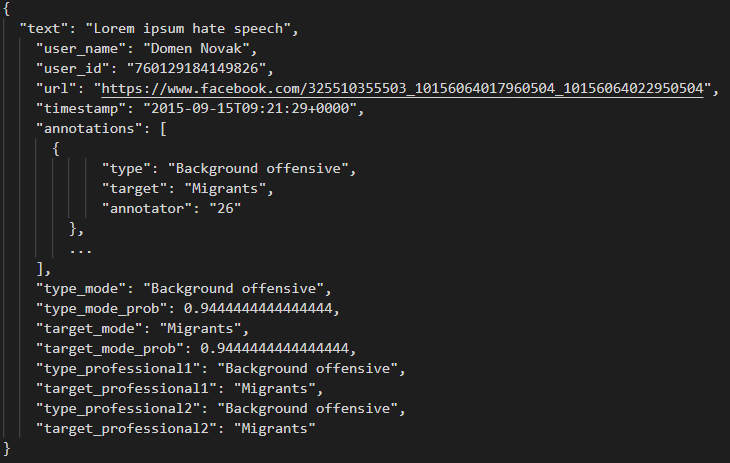 {
"text": "Lorem ipsum hate speech",
"user_name": "Domen Novak",
"user_id": "760129184149826",
"url": "https://www.facebook.com/325510355503_10156064017960504_10156064022950504",
"timestamp": "2015-09-15T09:21:29+0000",
"annotations": [
{
"type": "Background offensive",
"target": "Migrants",
"annotator": "26"
},
...
],
"type_mode": "Background offensive",
"type_mode_prob": 0.9444444444444444,
"target_mode": "Migrants",
"target_mode_prob": 0.9444444444444444,
"type_professional1": "Background offensive",
"target_professional1": "Migrants",
"type_professional2": "Background offensive",
"target_professional2": "Migrants"
}